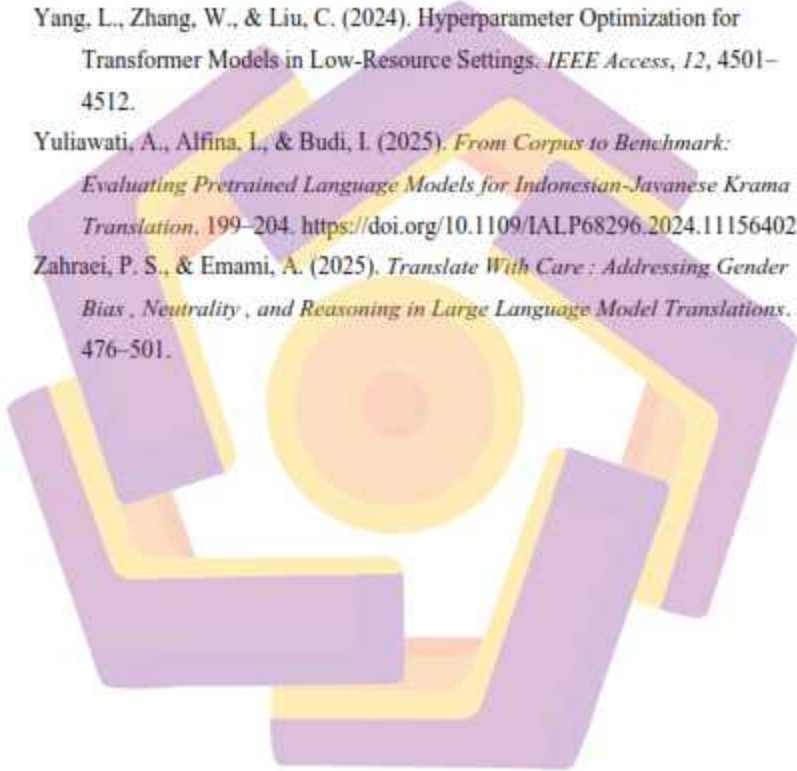 Yang, L., Zhang, W., & Liu, C. (2024). Hyperparameter Optimization for
Transformer Models in Low-Resource Settings. IEEE Access, 12, 4501–
4512.
Yuliawati, A., Alfina, I., & Budi, I. (2025). From Corpus to Benchmark:
Evaluating Pretrained Language Models for Indonesian-Javanese Krama
Translation. 199–204. https://doi.org/10.1109/IALP68296.2024.11156402
Zahraei, P. S., & Emami, A. (2025). Translate With Care : Addressing Gender
Bias , Neutrality , and Reasoning in Large Language Model Translations.
476–501.